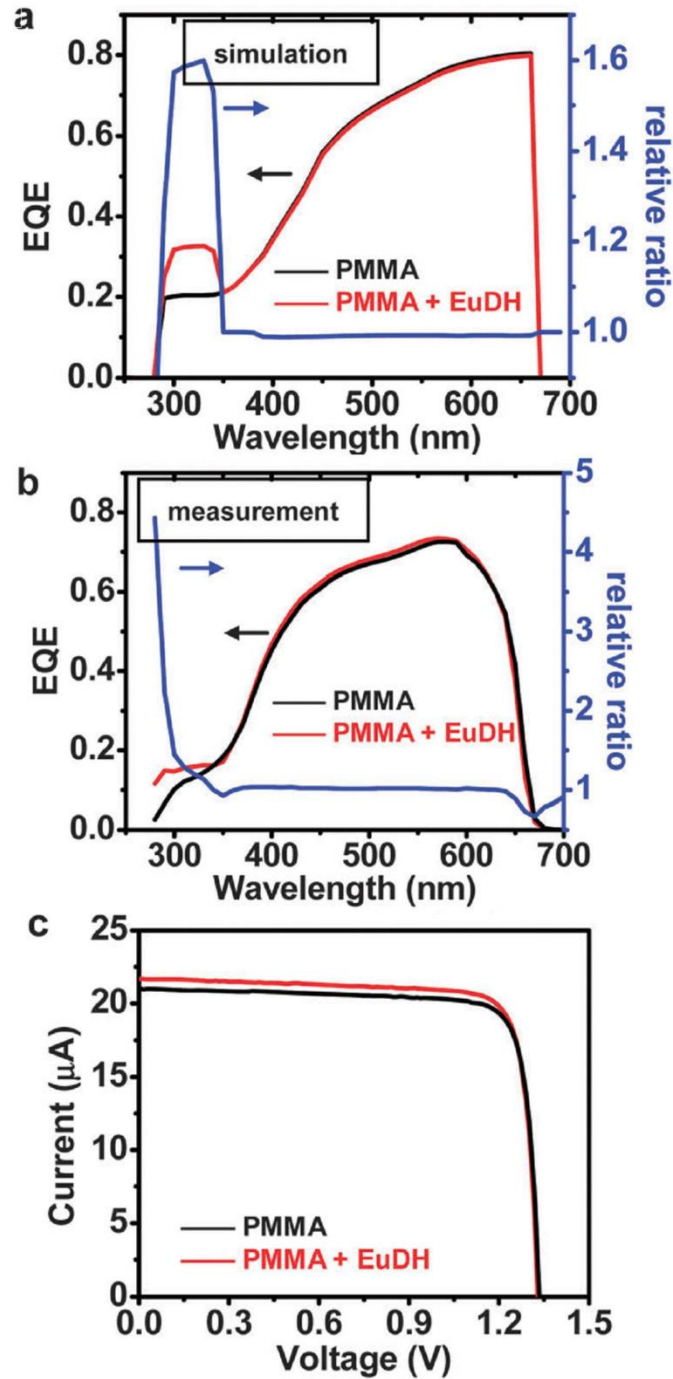 a
simulation
0.8
0.6
0.4
0.2
0.0
EQE
1.6
1.4
1.2
1.0
relative ratio
PMMA
PMMA + EuDH
300 400 500 600 700
Wavelength (nm)
b
measurement
0.8
0.6
0.4
0.2
0.0
EQE
5
4
3
2
1
relative ratio
PMMA
PMMA + EuDH
300 400 500 600 700
Wavelength (nm)
c
25
20
15
10
5
0
Current (μA)
PMMA
PMMA + EuDH
0.0 0.3 0.6 0.9 1.2 1.5
Voltage (V)